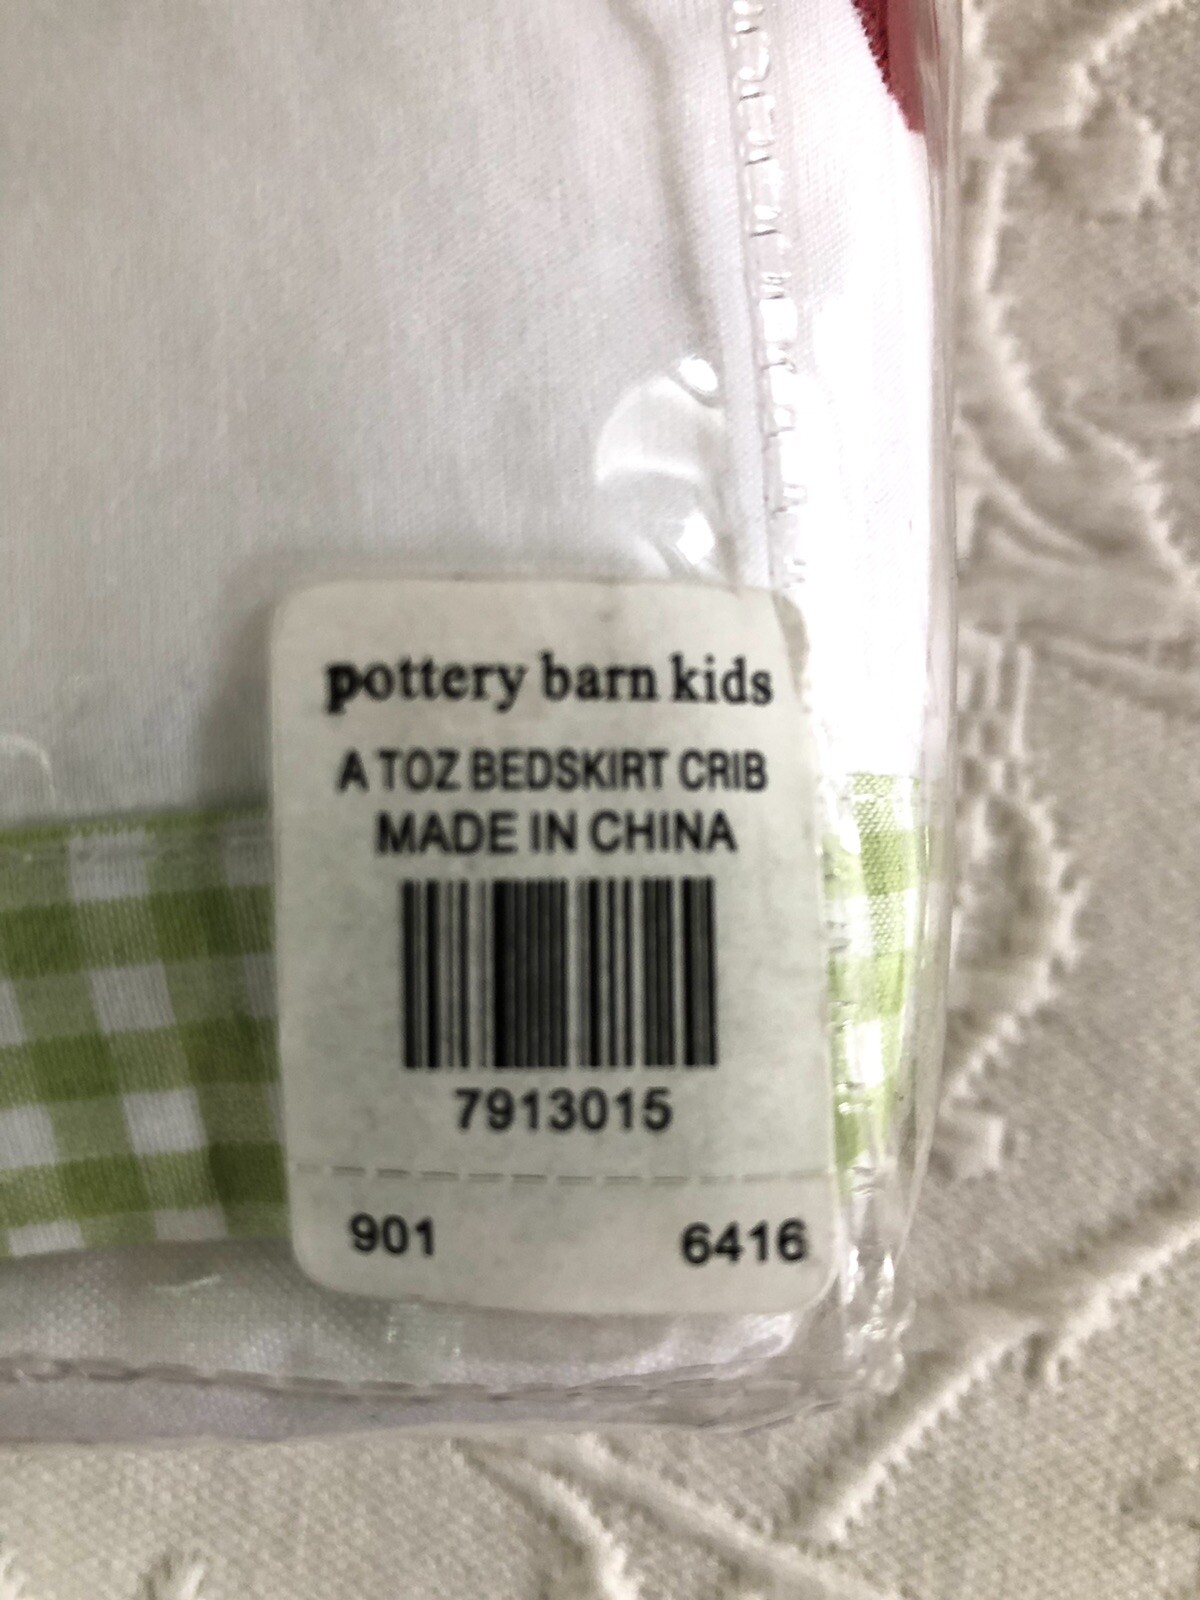 pottery barn kids
A TOZ BEDSKIRT CRIB
MADE IN CHINA
7913015
901 6416